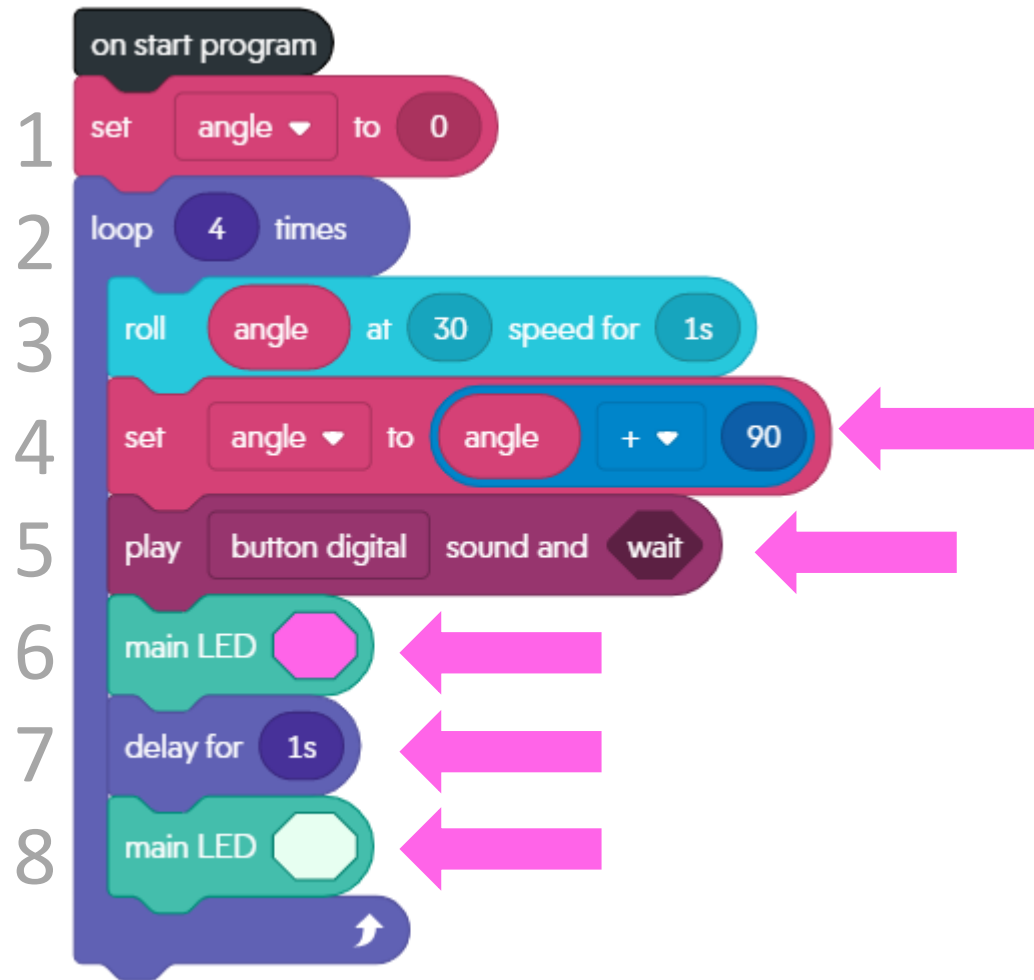 on start program
1 set angle to 0
2 loop 4 times
3 roll angle at 30 speed for 1s
4 set angle to angle + 90
5 play button digital sound and wait
6 main LED
7 delay for 1s
8 main LED